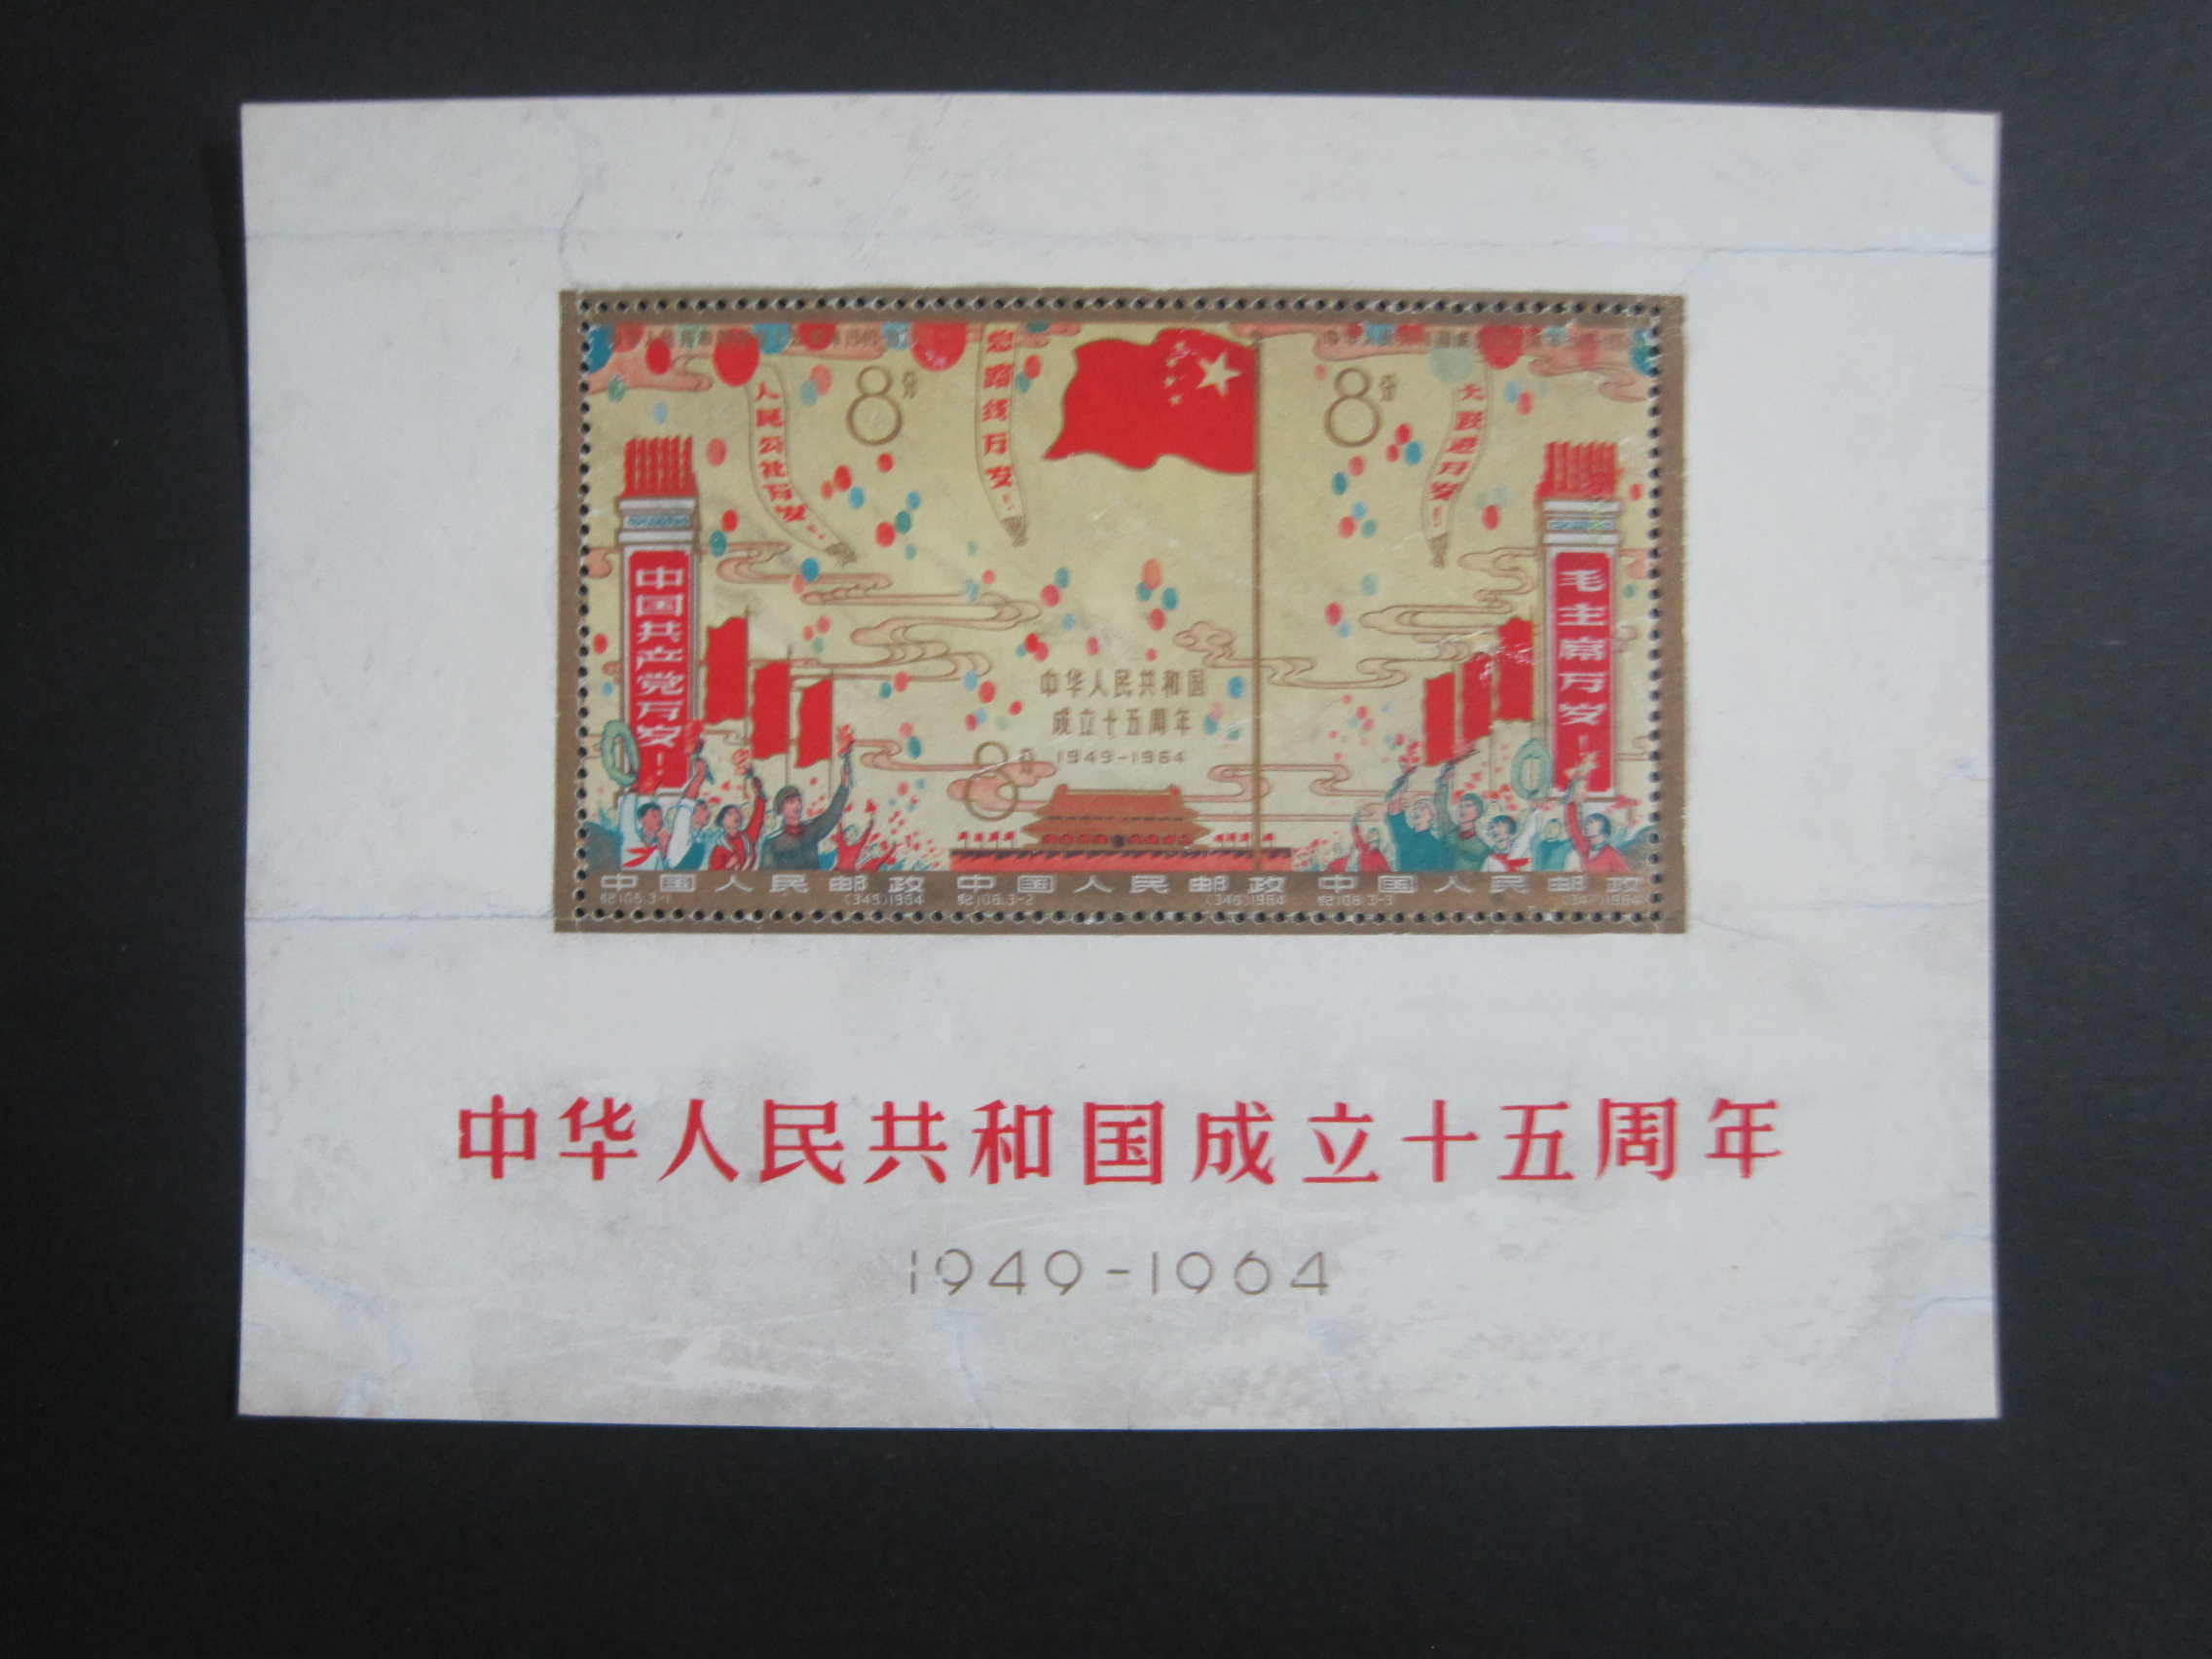 人民公社万岁!
8分
总路线万岁!
8分
大跃进万岁!
中国共产党万岁!
毛主席万岁!
中华人民共和国
成立十五周年
1949-1964
8分
中国人民邮政 中国人民邮政 中国人民邮政
纪106.3-1 (345)1964 纪106.3-2 (346)1964 纪106.3-3 (347)1964
中华人民共和国成立十五周年
1949-1964